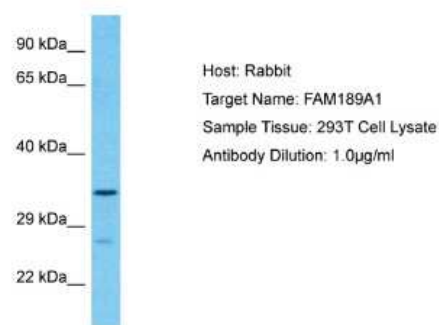 90 kDa
65 kDa
40 kDa
29 kDa
22 kDa
Host: Rabbit
Target Name: FAM189A1
Sample Tissue: 293T Cell Lysate
Antibody Dilution: 1.0µg/ml